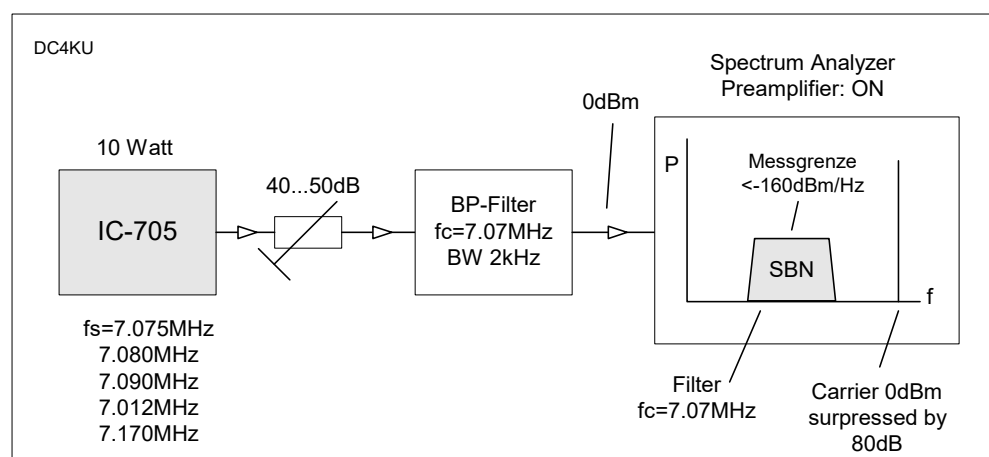 DC4KU
10 Watt
IC-705
fs=7.075MHz
7.080MHz
7.090MHz
7.012MHz
7.170MHz
40...50dB
BP-Filter
fc=7.07MHz
BW 2kHz
0dBm
Spectrum Analyzer
Preamplifier: ON
P
Messgrenze
<-160dBm/Hz
SBN
f
Filter
fc=7.07MHz
Carrier 0dBm
surpressed by
80dB